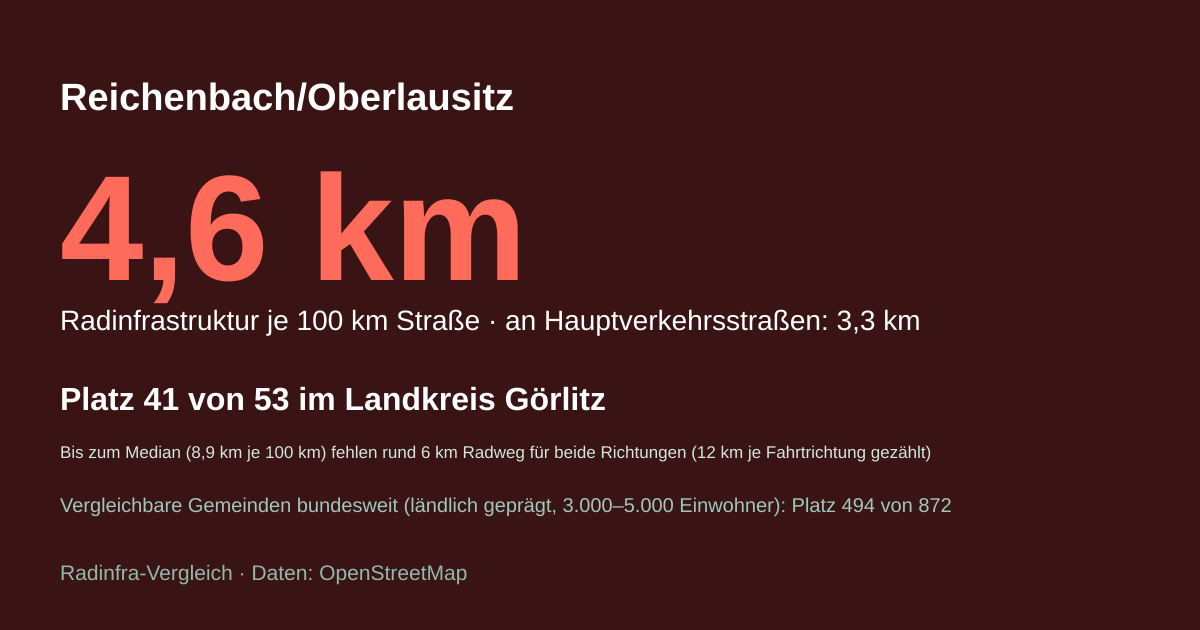 Reichenbach/Oberlausitz
4,6 km
Radinfrastruktur je 100 km Straße · an Hauptverkehrsstraßen: 3,3 km
Platz 41 von 53 im Landkreis Görlitz
Bis zum Median (8,9 km je 100 km) fehlen rund 6 km Radweg für beide Richtungen (12 km je Fahrtrichtung gezählt)
Vergleichbare Gemeinden bundesweit (ländlich geprägt, 3.000–5.000 Einwohner): Platz 494 von 872
Radinfra-Vergleich · Daten: OpenStreetMap